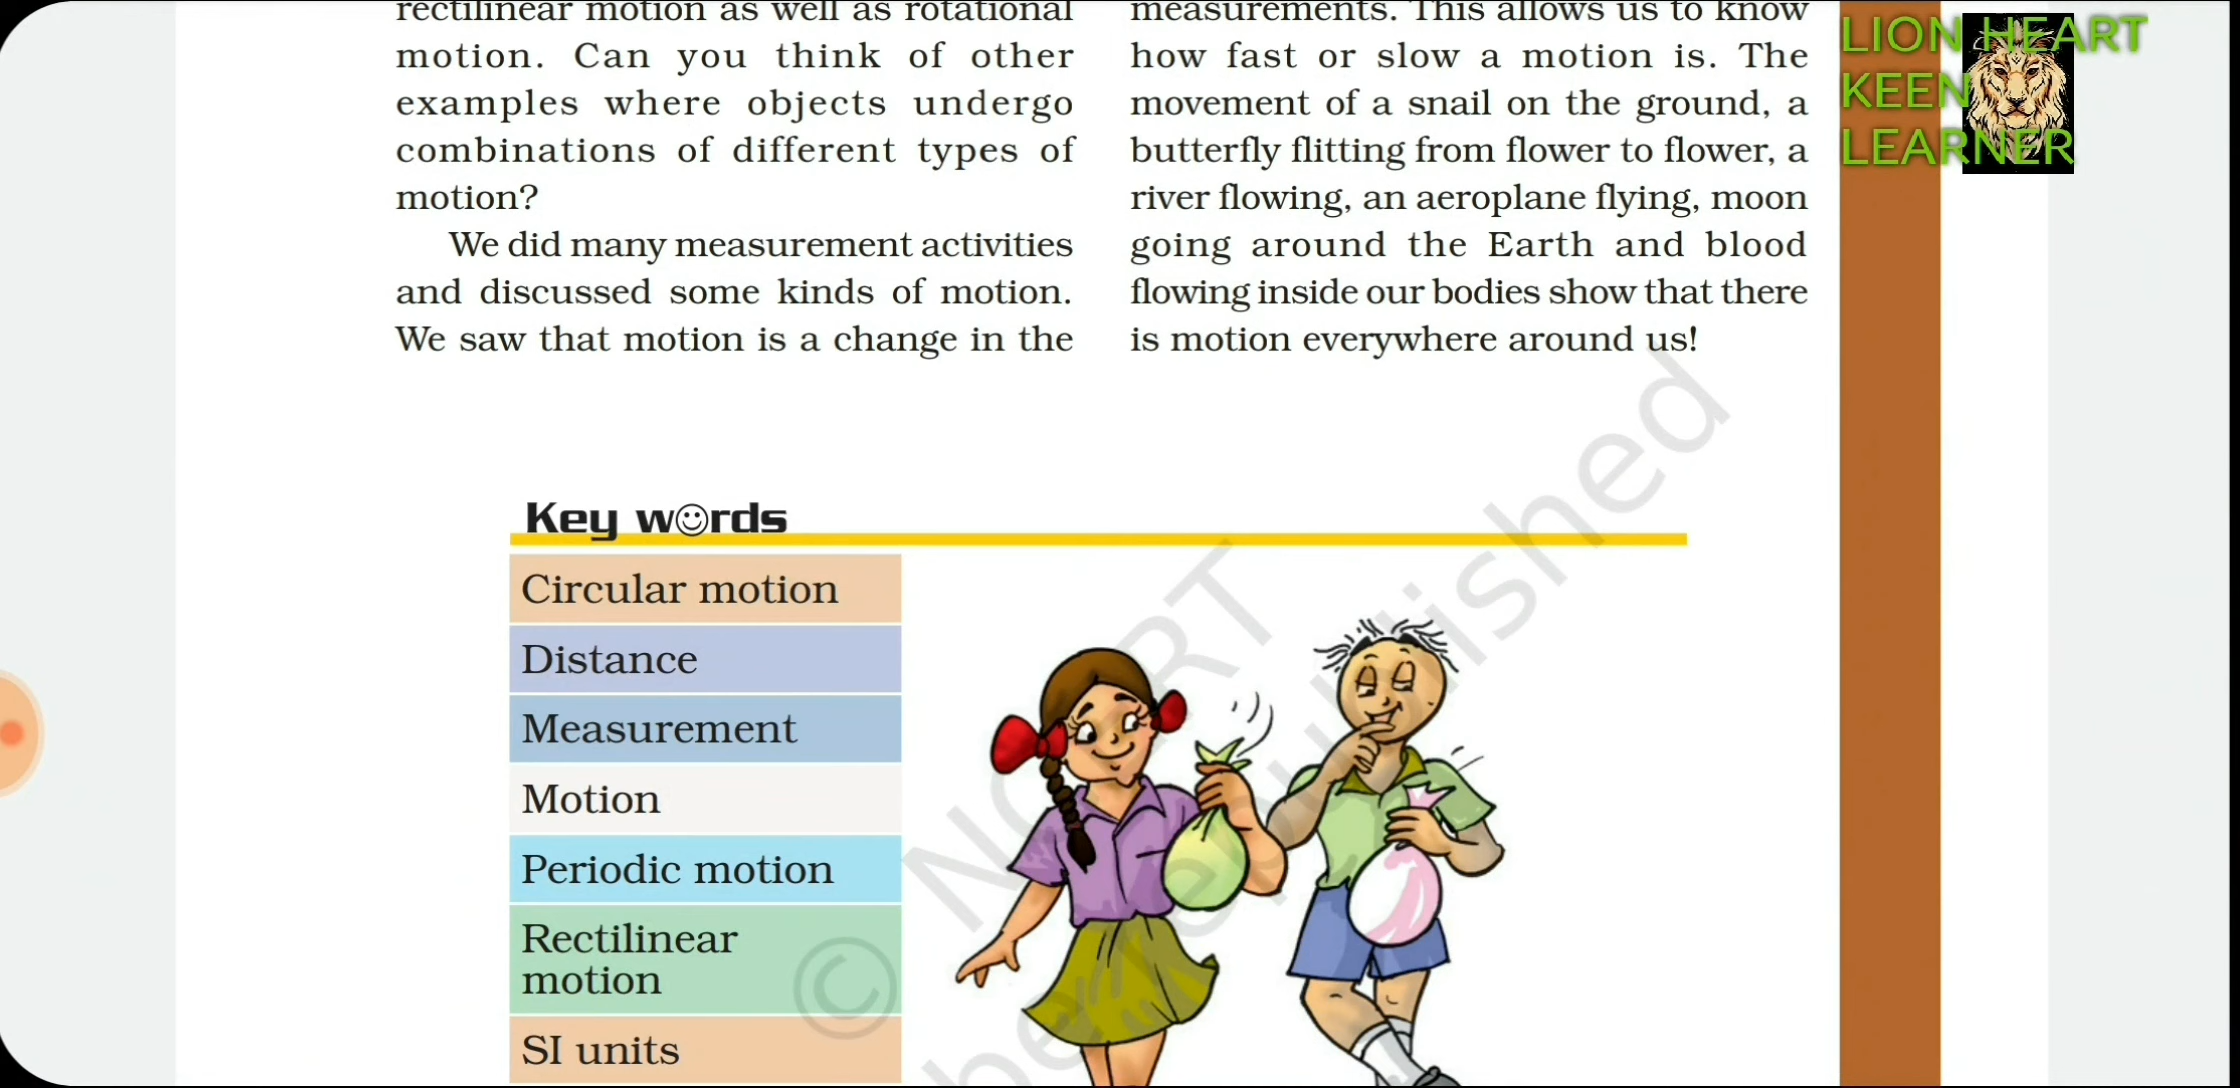 rectilinear motion as well as rotational
motion. Can you think of other
examples where objects undergo
combinations of different types of
motion?
We did many measurement activities
and discussed some kinds of motion.
We saw that motion is a change in the
measurements. This allows us to know
how fast or slow a motion is. The
movement of a snail on the ground, a
butterfly flitting from flower to flower, a
river flowing, an aeroplane flying, moon
going around the Earth and blood
flowing inside our bodies show that there
is motion everywhere around us!
LION HEART
KEEN
LEARNER
Key words
Circular motion
Distance
Measurement
Motion
Periodic motion
Rectilinear
motion
SI units
© NCERT
be republished